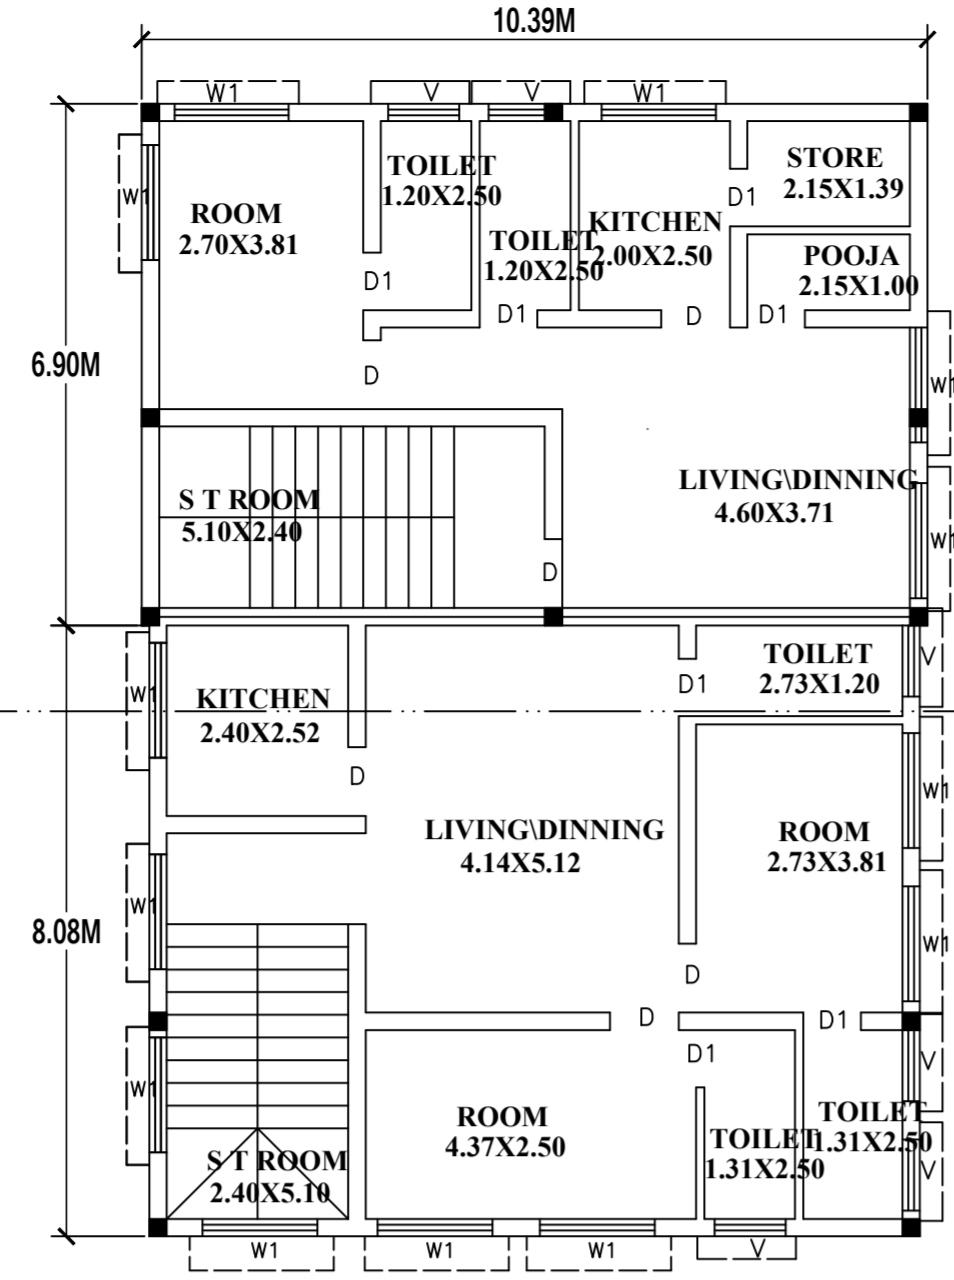 10.39M
W1
V
V
W1
TOILET
1.20X2.50
STORE
2.15X1.39
W1
D1
ROOM
2.70X3.81
KITCHEN
2.00X2.50
TOILET
1.20X2.50
POOJA
2.15X1.00
D1
D1
D
D1
6.90M
D
W1
LIVING\DINNING
4.60X3.71
S T ROOM
5.10X2.40
W1
D
TOILET
2.73X1.20
V
D1
W1
KITCHEN
2.40X2.52
D
W1
LIVING\DINNING
4.14X5.12
ROOM
2.73X3.81
W1
8.08M
W1
D
D
D1
D1
V
W1
ROOM
4.37X2.50
TOILET
1.31X2.50
TOILET
1.31X2.50
V
S T ROOM
2.40X5.10
W1
W1
W1
V